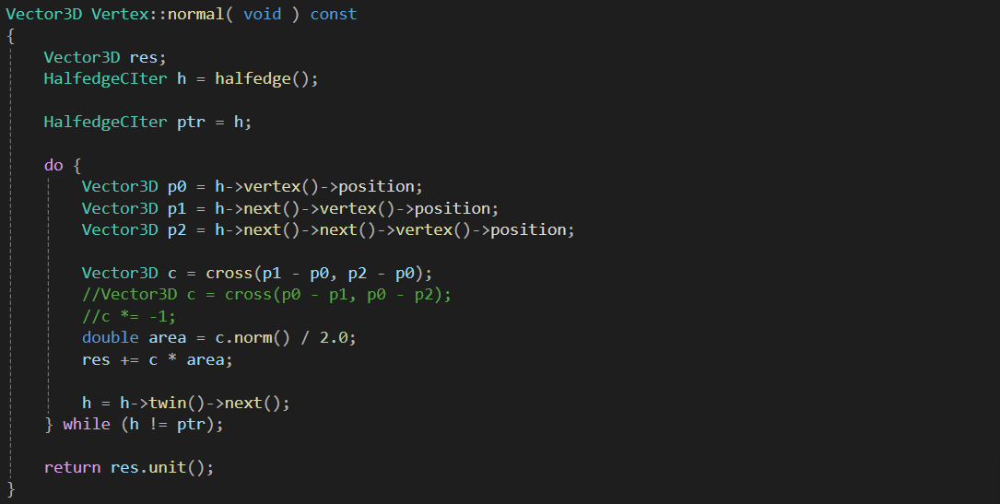 Vector3D Vertex::normal( void ) const
{
Vector3D res;
HalfedgeCIter h = halfedge();
HalfedgeCIter ptr = h;
do {
Vector3D p0 = h->vertex()->position;
Vector3D p1 = h->next()->vertex()->position;
Vector3D p2 = h->next()->next()->vertex()->position;
Vector3D c = cross(p1 - p0, p2 - p0);
//Vector3D c = cross(p0 - p1, p0 - p2);
//c *= -1;
double area = c.norm() / 2.0;
res += c * area;
h = h->twin()->next();
} while (h != ptr);
return res.unit();
}